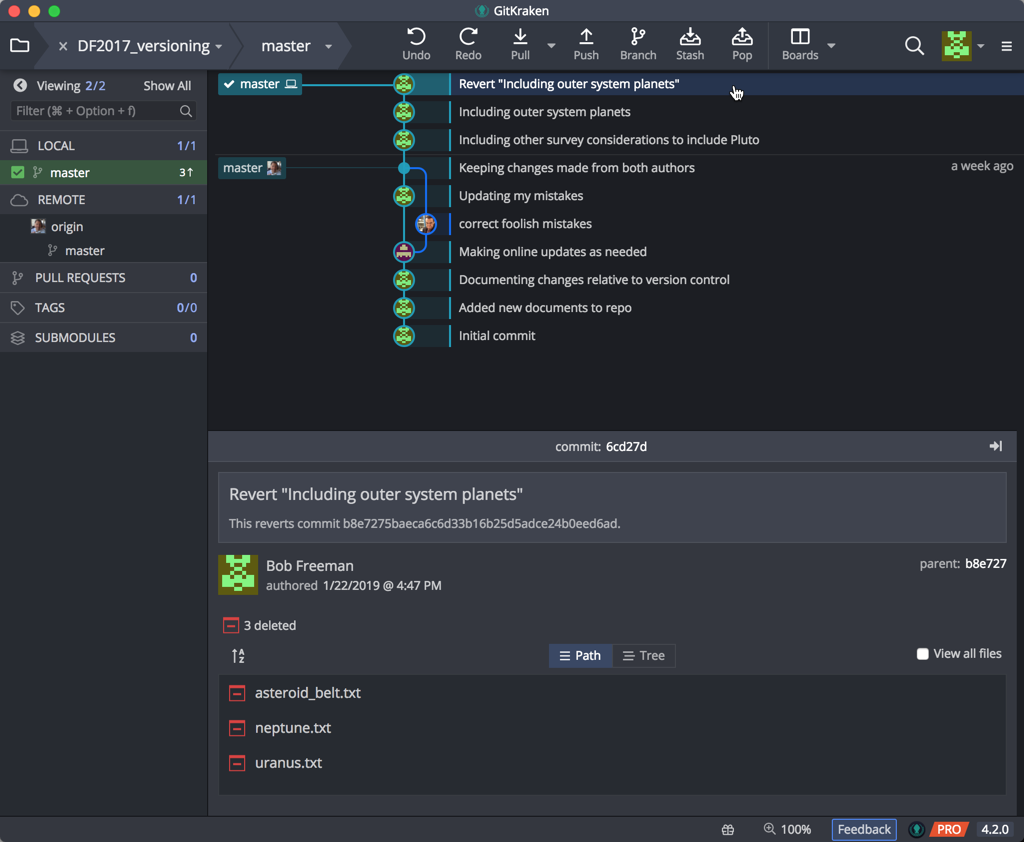 GitKraken
DF2017_versioning
master
Undo
Redo
Pull
Push
Branch
Stash
Pop
Boards
Viewing 2/2
Show All
Filter (⌘ + Option + f)
LOCAL 1/1
master 3↑
REMOTE 1/1
origin
master
PULL REQUESTS 0
TAGS 0/0
SUBMODULES 0
master
Revert "Including outer system planets"
Including outer system planets
Including other survey considerations to include Pluto
master
Keeping changes made from both authors
a week ago
Updating my mistakes
correct foolish mistakes
Making online updates as needed
Documenting changes relative to version control
Added new documents to repo
Initial commit
commit: 6cd27d
Revert "Including outer system planets"
This reverts commit b8e7275baeca6c6d33b16b25d5adce24b0eed6ad.
Bob Freeman
authored 1/22/2019 @ 4:47 PM
parent: b8e727
3 deleted
AZ
Path
Tree
View all files
asteroid_belt.txt
neptune.txt
uranus.txt
100%
Feedback
PRO
4.2.0